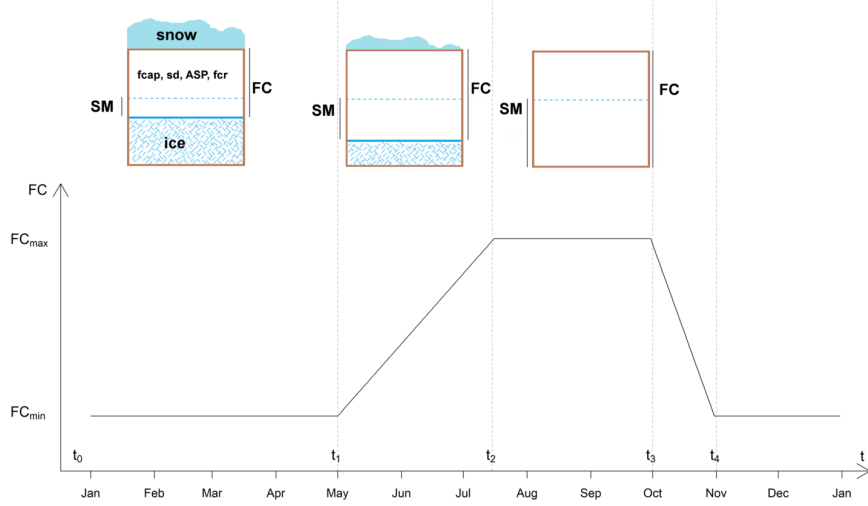 snow
fcap, sd, ASP, fcr
FC
SM
ice
FC
SM
FC
SM
FC
FCmax
FCmin
t0
t1
t2
t3
t4
t
Jan
Feb
Mar
Apr
May
Jun
Jul
Aug
Sep
Oct
Nov
Dec
Jan